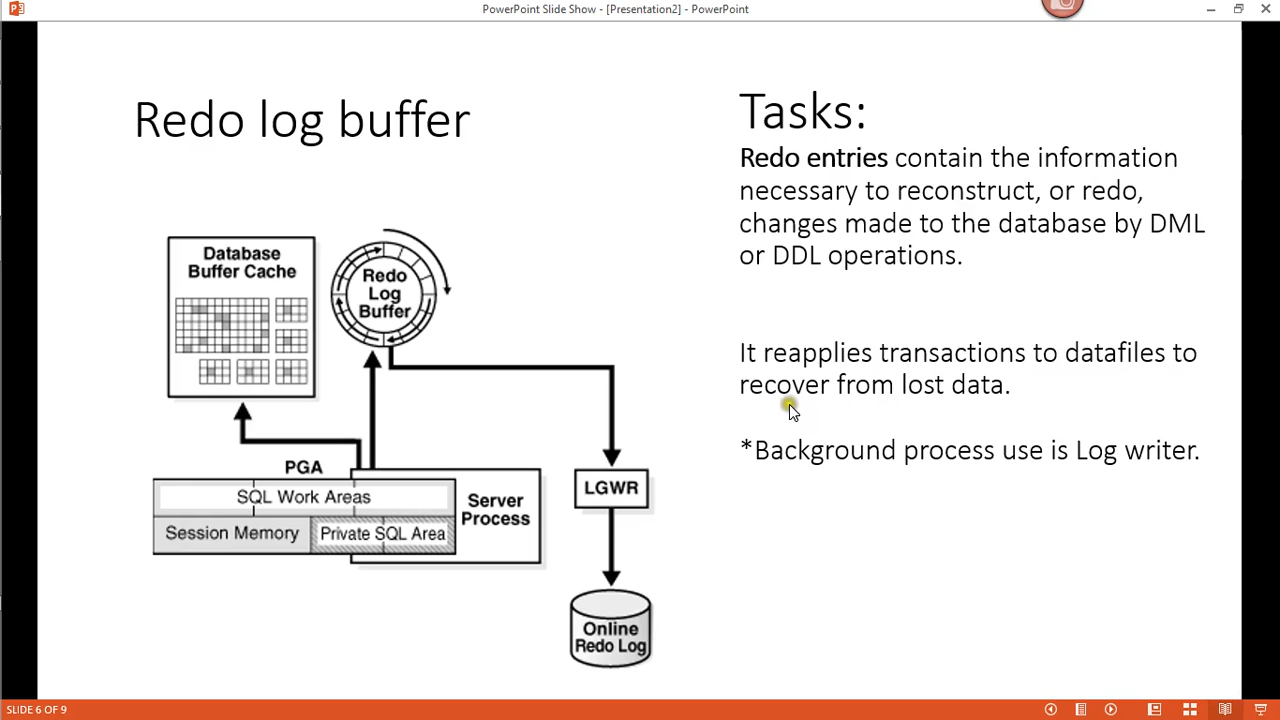 PowerPoint Slide Show - [Presentation2] - PowerPoint
Redo log buffer
Database
Buffer Cache
Redo
Log
Buffer
PGA
SQL Work Areas
Session Memory
Private SQL Area
Server
Process
LGWR
Online
Redo Log
Tasks:
Redo entries contain the information
necessary to reconstruct, or redo,
changes made to the database by DML
or DDL operations.
It reapplies transactions to datafiles to
recover from lost data.
*Background process use is Log writer.
SLIDE 6 OF 9